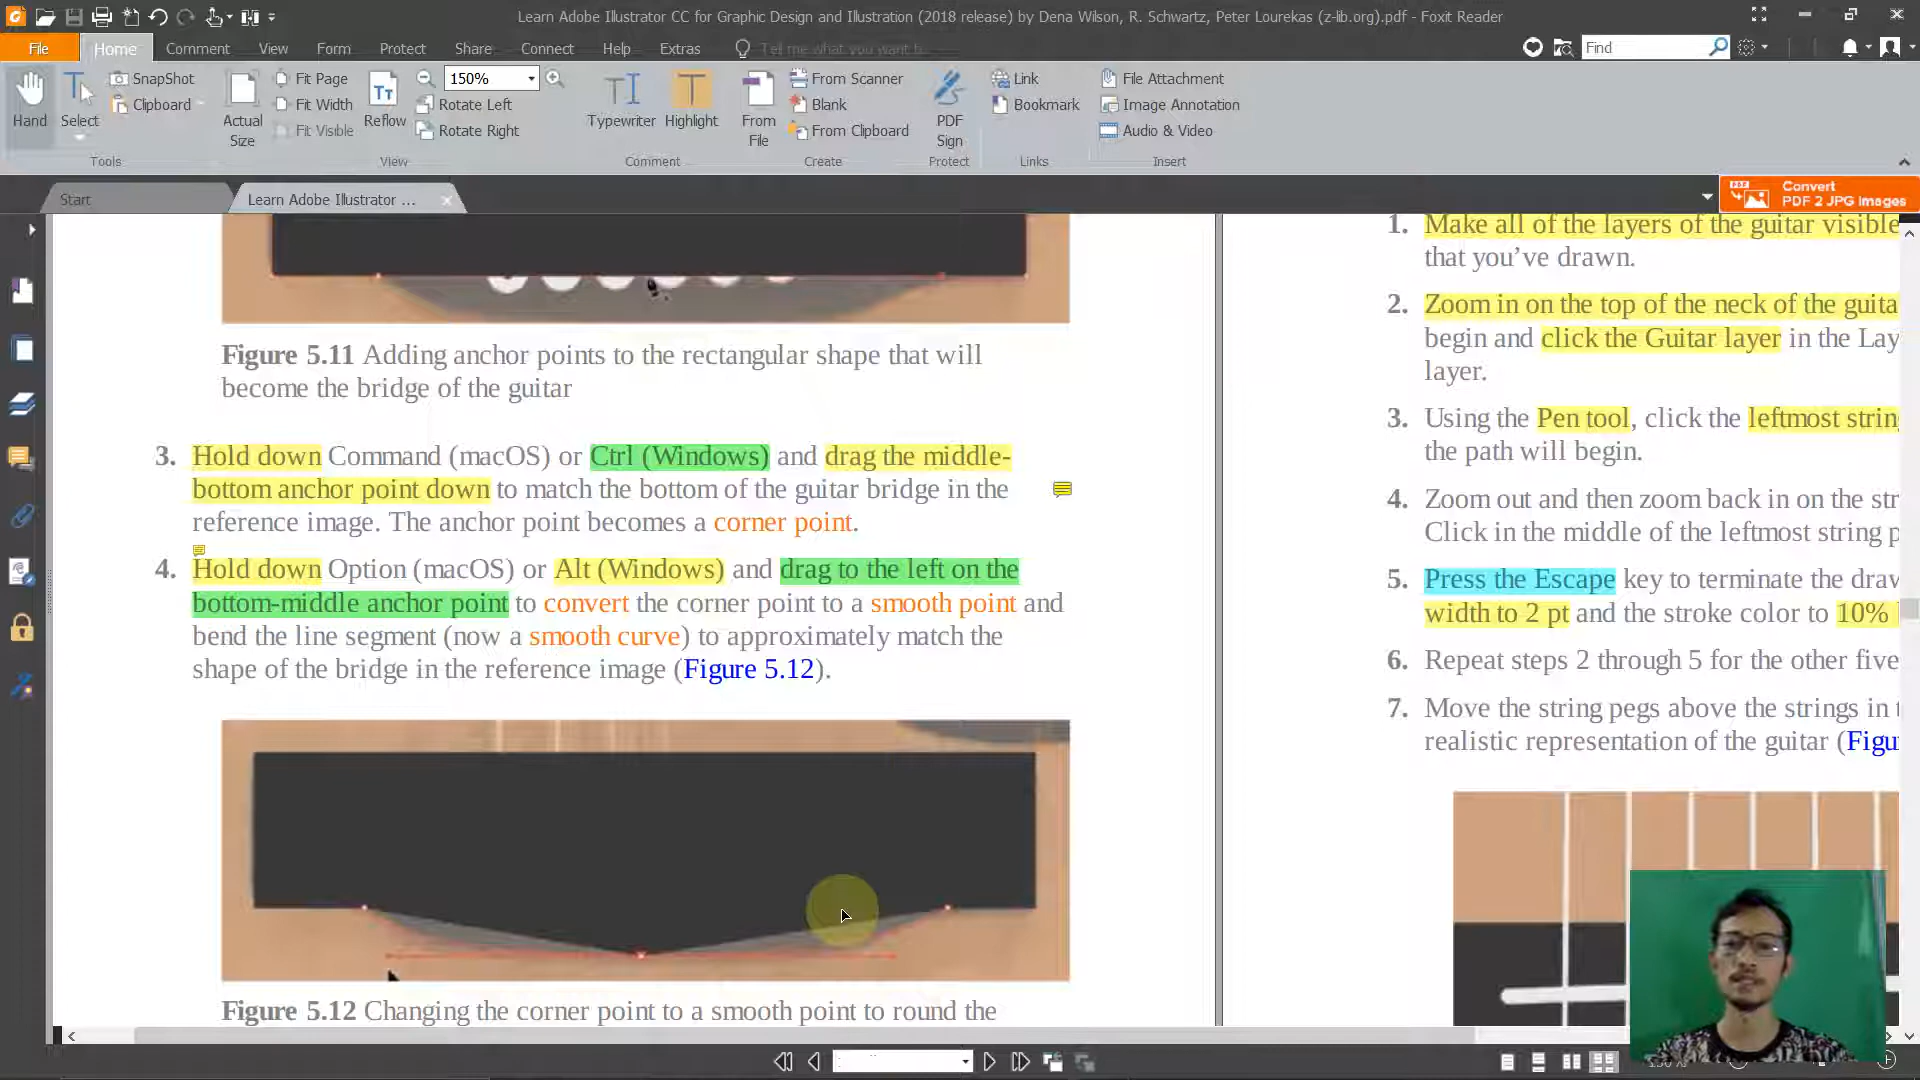 Learn Adobe Illustrator CC for Graphic Design and Illustration (2018 release) by Dena Wilson, R. Schwartz, Peter Lourekas (z-lib.org).pdf - Foxit Reader
File Home Comment View Form Protect Share Connect Help Extras Tell me what you want t... Find
Hand
Select
SnapShot
Clipboard
Tools
Actual Size
Fit Page
Fit Width
Fit Visible
Reflow
150%
Rotate Left
Rotate Right
View
Typewriter
Highlight
Comment
From File
From Scanner
Blank
From Clipboard
Create
PDF Sign
Protect
Link
Bookmark
Links
File Attachment
Image Annotation
Audio & Video
Insert
Start
Learn Adobe Illustrator ...
Convert
PDF 2 JPG Images
Figure 5.11 Adding anchor points to the rectangular shape that will
become the bridge of the guitar
3. Hold down Command (macOS) or Ctrl (Windows) and drag the middle-
bottom anchor point down to match the bottom of the guitar bridge in the
reference image. The anchor point becomes a corner point.
4. Hold down Option (macOS) or Alt (Windows) and drag to the left on the
bottom-middle anchor point to convert the corner point to a smooth point and
bend the line segment (now a smooth curve) to approximately match the
shape of the bridge in the reference image (Figure 5.12).
Figure 5.12 Changing the corner point to a smooth point to round the
1. Make all of the layers of the guitar visible
that you've drawn.
2. Zoom in on the top of the neck of the guita
begin and click the Guitar layer in the Lay
layer.
3. Using the Pen tool, click the leftmost strin
the path will begin.
4. Zoom out and then zoom back in on the str
Click in the middle of the leftmost string p
5. Press the Escape key to terminate the draw
width to 2 pt and the stroke color to 10%
6. Repeat steps 2 through 5 for the other five
7. Move the string pegs above the strings in t
realistic representation of the guitar (Figu